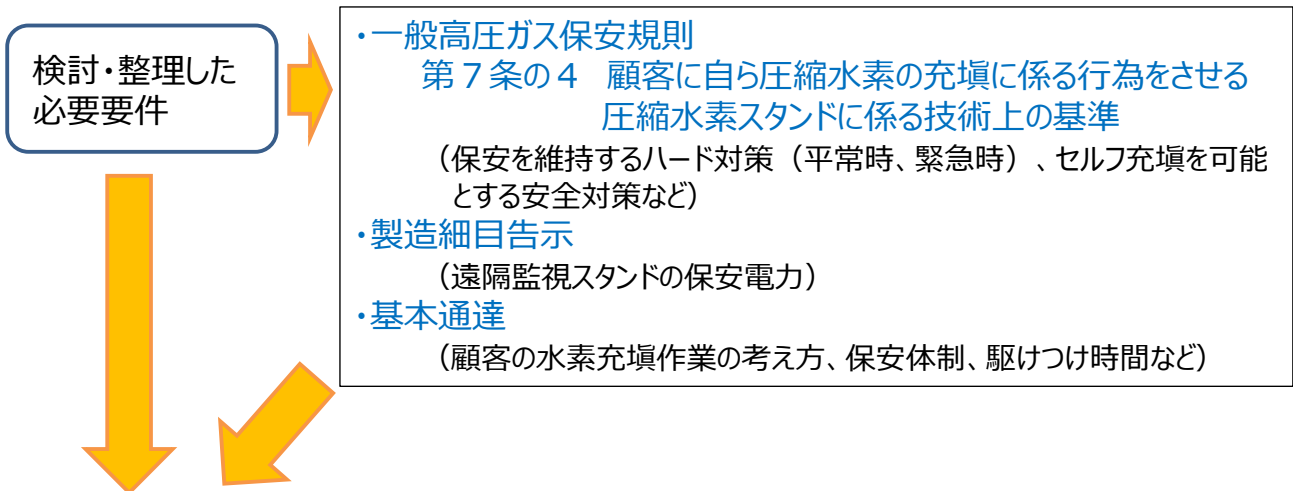 検討・整理した
必要要件
・一般高圧ガス保安規則
第７条の４　顧客に自ら圧縮水素の充塡に係る行為をさせる
圧縮水素スタンドに係る技術上の基準
（保安を維持するハード対策（平常時、緊急時）、セルフ充塡を可能
とする安全対策など）
・製造細目告示
（遠隔監視スタンドの保安電力）
・基本通達
（顧客の水素充塡作業の考え方、保安体制、駆けつけ時間など）